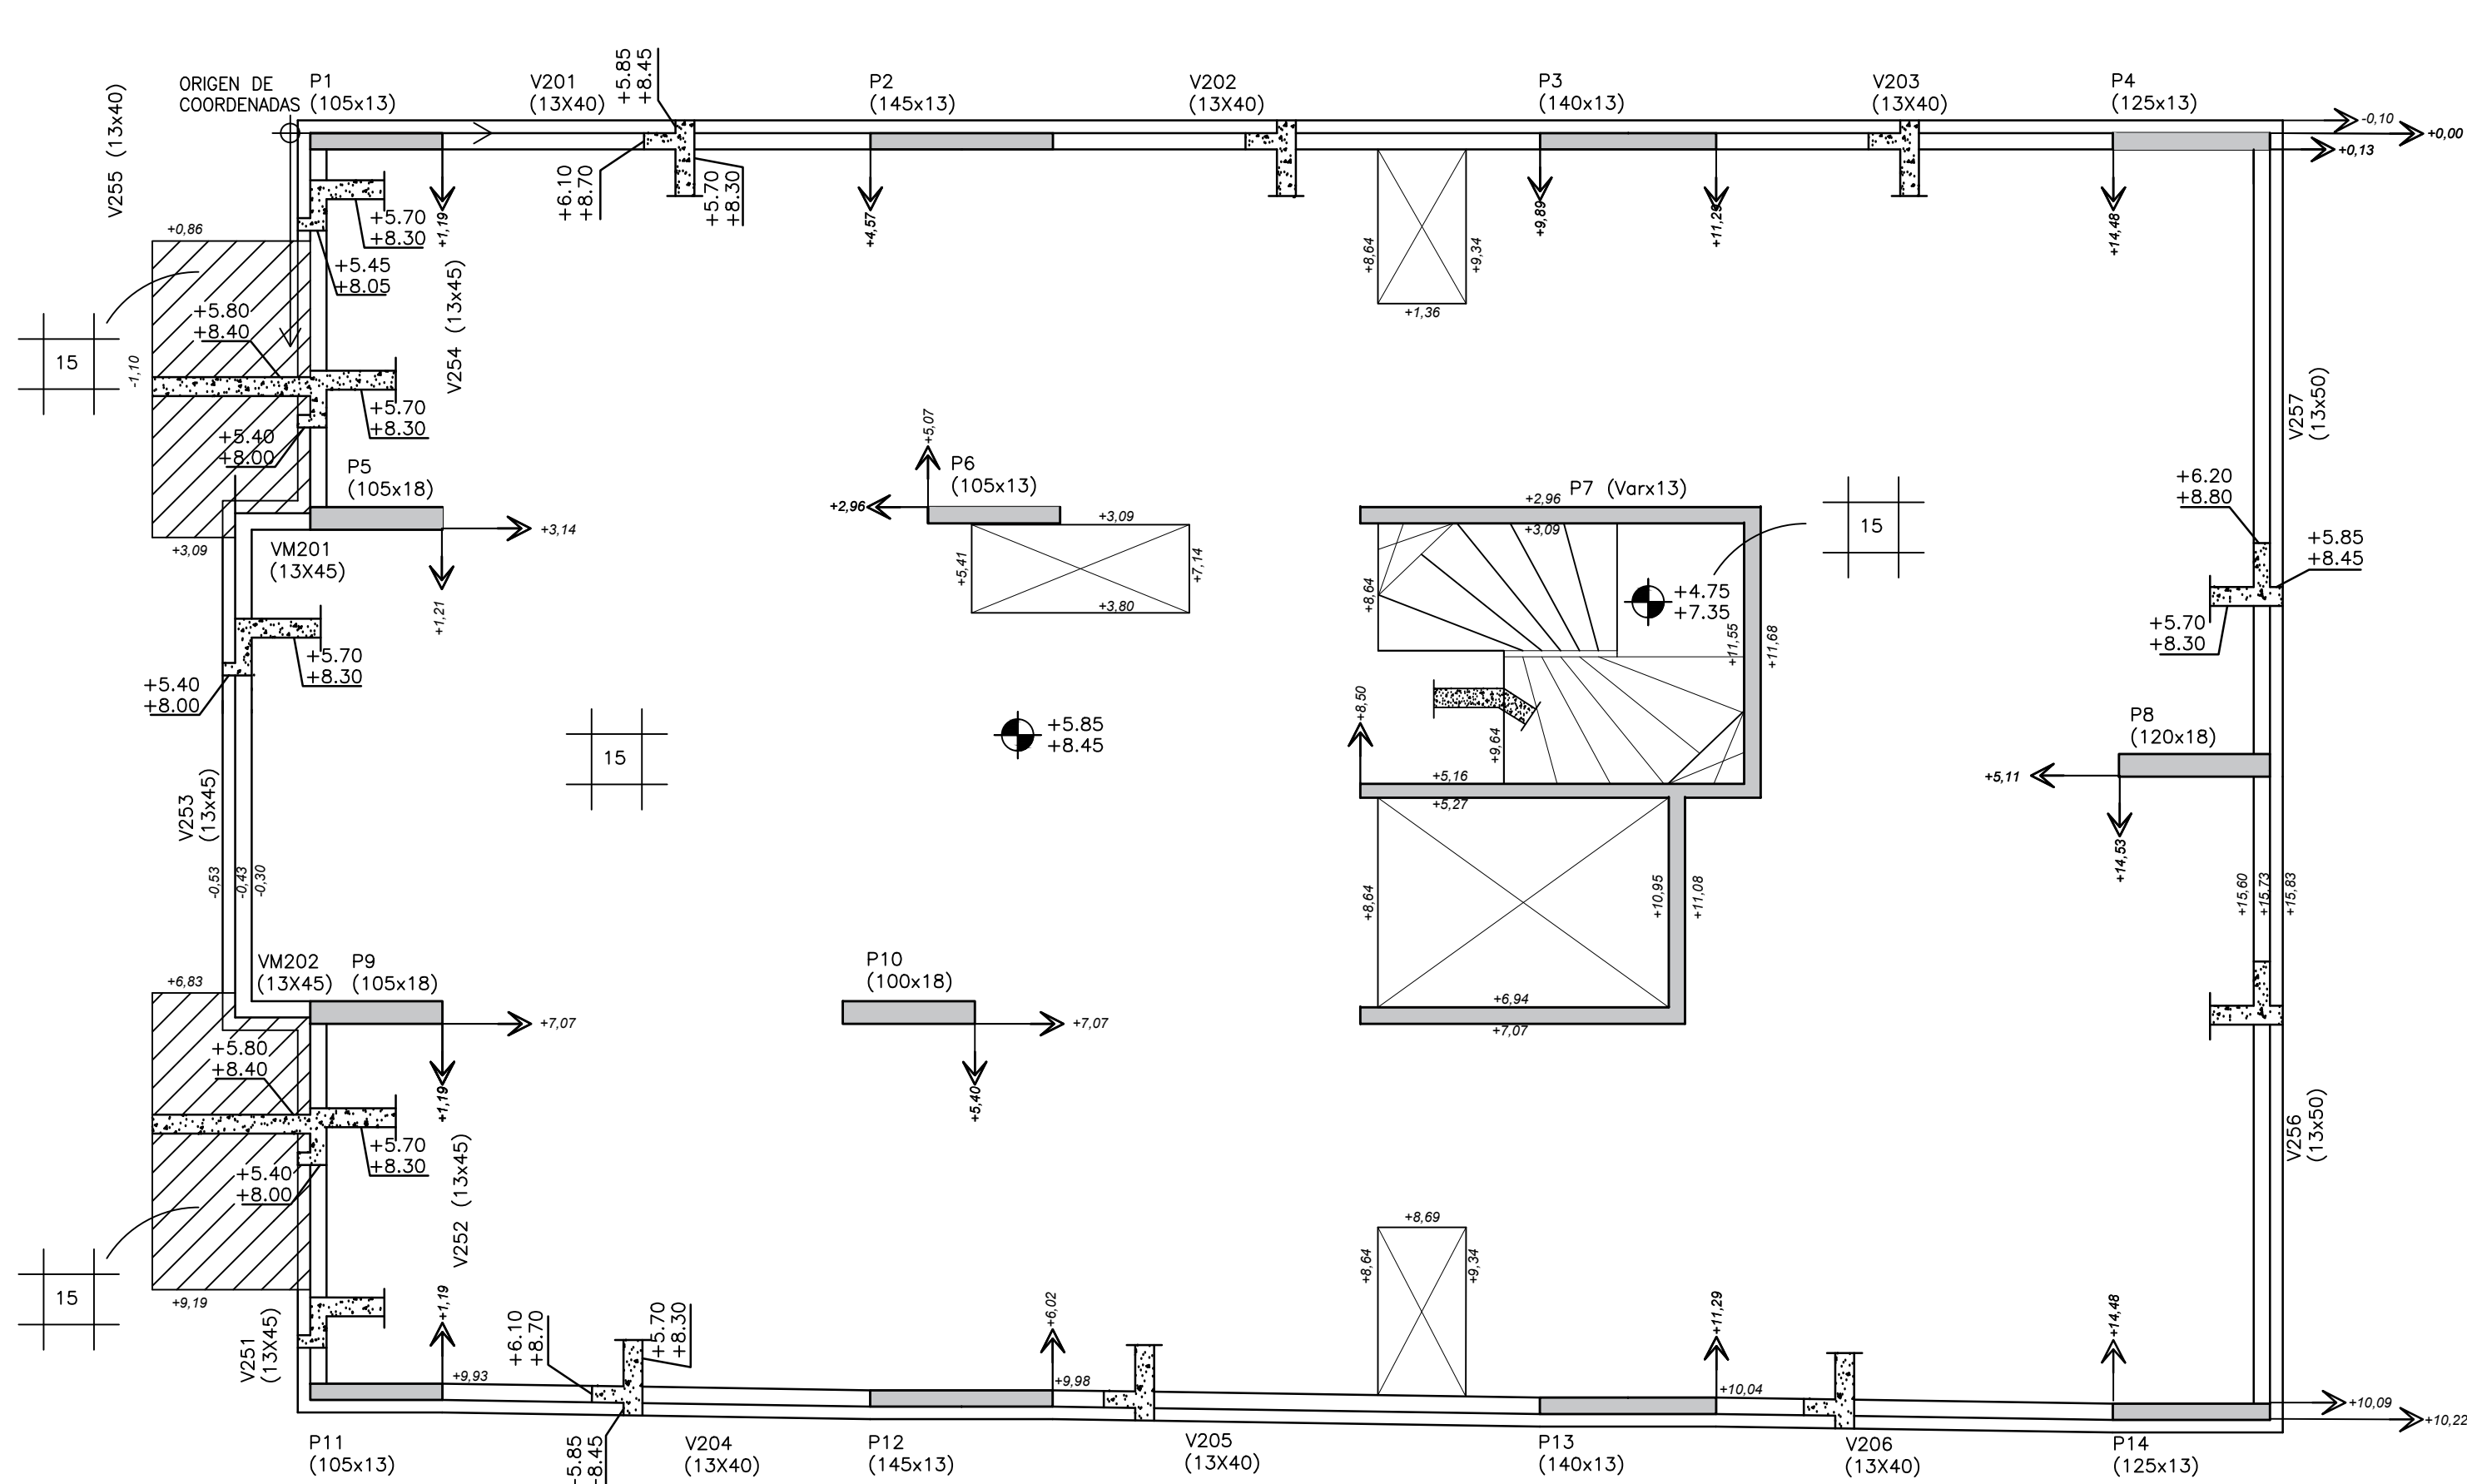 ORIGEN DE
COORDENADAS
P1
(105x13)
V201
(13X40)
+5.85
+8.45
P2
(145x13)
V202
(13X40)
P3
(140x13)
V203
(13X40)
P4
(125x13)
-0,10
+0,00
+0,13
V255 (13x40)
+6.10
+8.70
+5.70
+8.30
+5.70
+8.30
+1,19
+4,57
+9,89
+11,29
+14,48
+0,86
+5.45
+8.05
V254 (13x45)
+8,64
+9,34
+1,36
+5.80
+8.40
15
-1,10
+5.70
+8.30
+5.40
+8.00
V257
(13x50)
+5,07
P5
(105x18)
P6
(105x13)
+2,96
+2,96
P7 (Varx13)
+6.20
+8.80
+3,14
+3,09
+3,09
15
+5.85
+8.45
+3,09
VM201
(13X45)
+5,41
+7,14
+8,64
+4.75
+7.35
+3,80
+1,21
+11,55
+11,68
+5.70
+8.30
+5.70
+8.30
+5.40
+8.00
+8,50
P8
(120x18)
15
+5.85
+8.45
+9,64
+5,16
+5,27
+5,11
V253
(13x45)
+14,53
-0,53
-0,43
-0,30
+8,64
+10,95
+11,08
+15,60
+15,73
+15,83
VM202
(13X45)
P9
(105x18)
P10
(100x18)
+6,83
+7,07
+7,07
+6,94
+7,07
+5.80
+8.40
+1,19
+5,40
+5.70
+8.30
+5.40
+8.00
V252 (13x45)
V256
(13x50)
+8,69
+8,64
+9,34
15
+9,19
+1,19
+6.10
+8.70
+5.70
+8.30
+6,02
+11,29
+14,48
V251
(13X45)
+9,93
+9,98
+10,04
+10,09
+10,22
P11
(105x13)
5.85
8.45
V204
(13X40)
P12
(145x13)
V205
(13X40)
P13
(140x13)
V206
(13X40)
P14
(125x13)